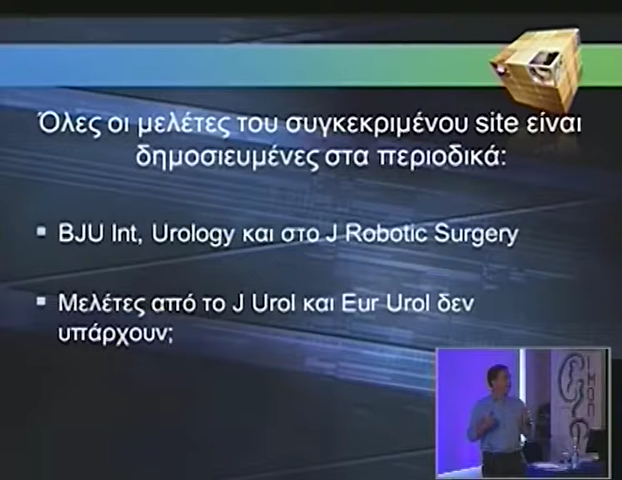 Όλες οι μελέτες του συγκεκριμένου site είναι
δημοσιευμένες στα περιοδικά:
BJU Int, Urology και στο J Robotic Surgery
Μελέτες από το J Urol και Eur Urol δεν
υπάρχουν;